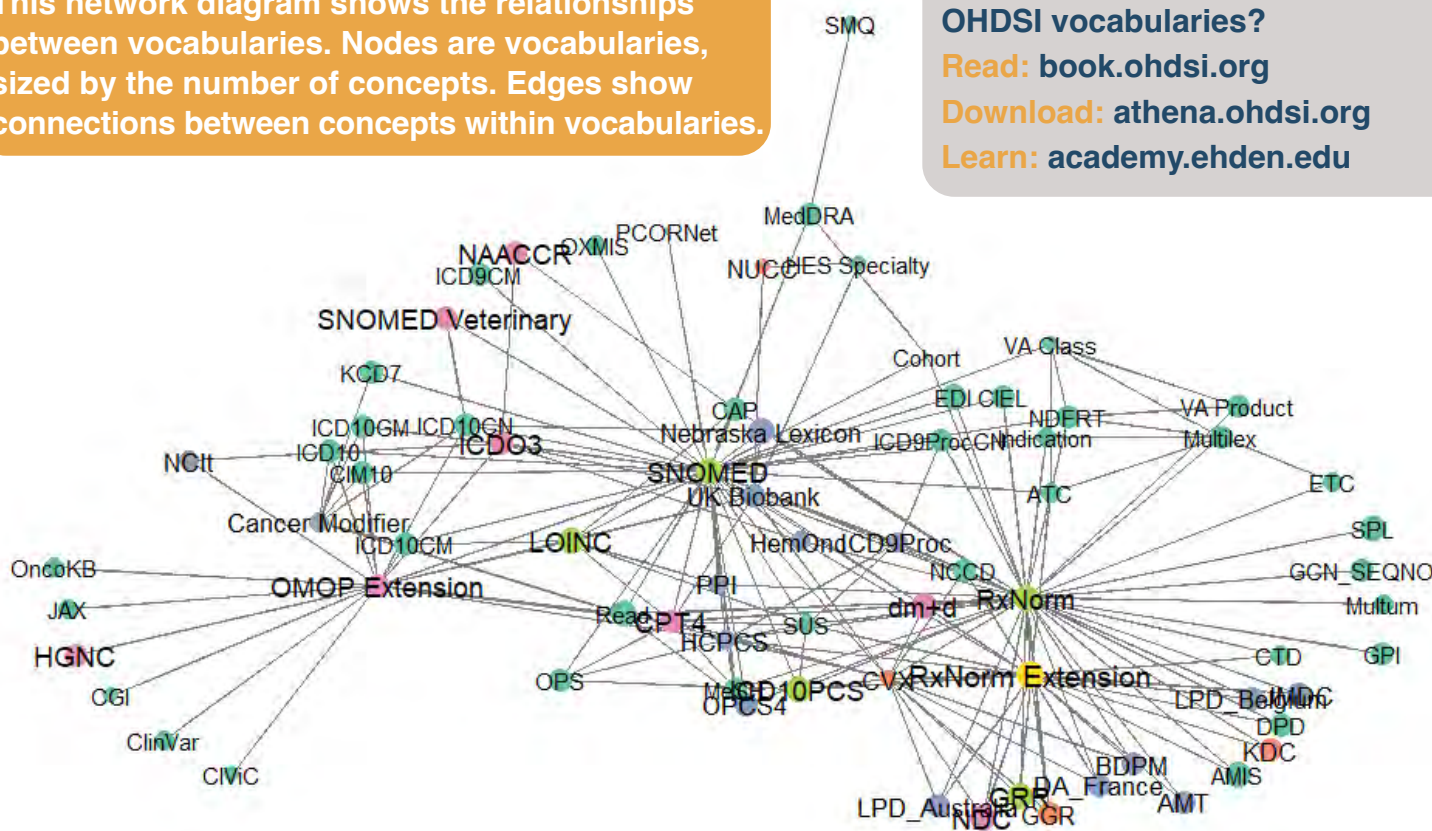 This network diagram shows the relationships
between vocabularies. Nodes are vocabularies,
sized by the number of concepts. Edges show
connections between concepts within vocabularies.
OHDSI vocabularies?
Read: book.ohdsi.org
Download: athena.ohdsi.org
Learn: academy.ehden.edu
SMQ
MedDRA
PCORNet
OXMIS
NAACCR
ICD9CM
NUCC
HES Specialty
SNOMED Veterinary
VA Class
Cohort
KCD7
EDI
CIEL
VA Product
CAP
NDFRT
ICD10GM
ICD10CN
Nebraska Lexicon
ICD9ProcCN
Indication
Multilex
ICDO3
ICD10
NCIt
CIM10
SNOMED
UK Biobank
ATC
ETC
Cancer Modifier
SPL
ICD10CM
LOINC
HemOnc
ICD9Proc
OncoKB
NCCD
GCN_SEQNO
OMOP Extension
PPI
JAX
Read
CPT4
dm+d
RxNorm
Multum
SUS
HCPCS
HGNC
CTD
GPI
OPS
CGI
MeSH
ICD10PCS
CVX
RxNorm Extension
OPCS4
LPD_Belgium
JMDC
DPD
ClinVar
KDC
CIViC
BDPM
AMIS
DA_France
GRR
AMT
LPD_Australia
NDC
GGR